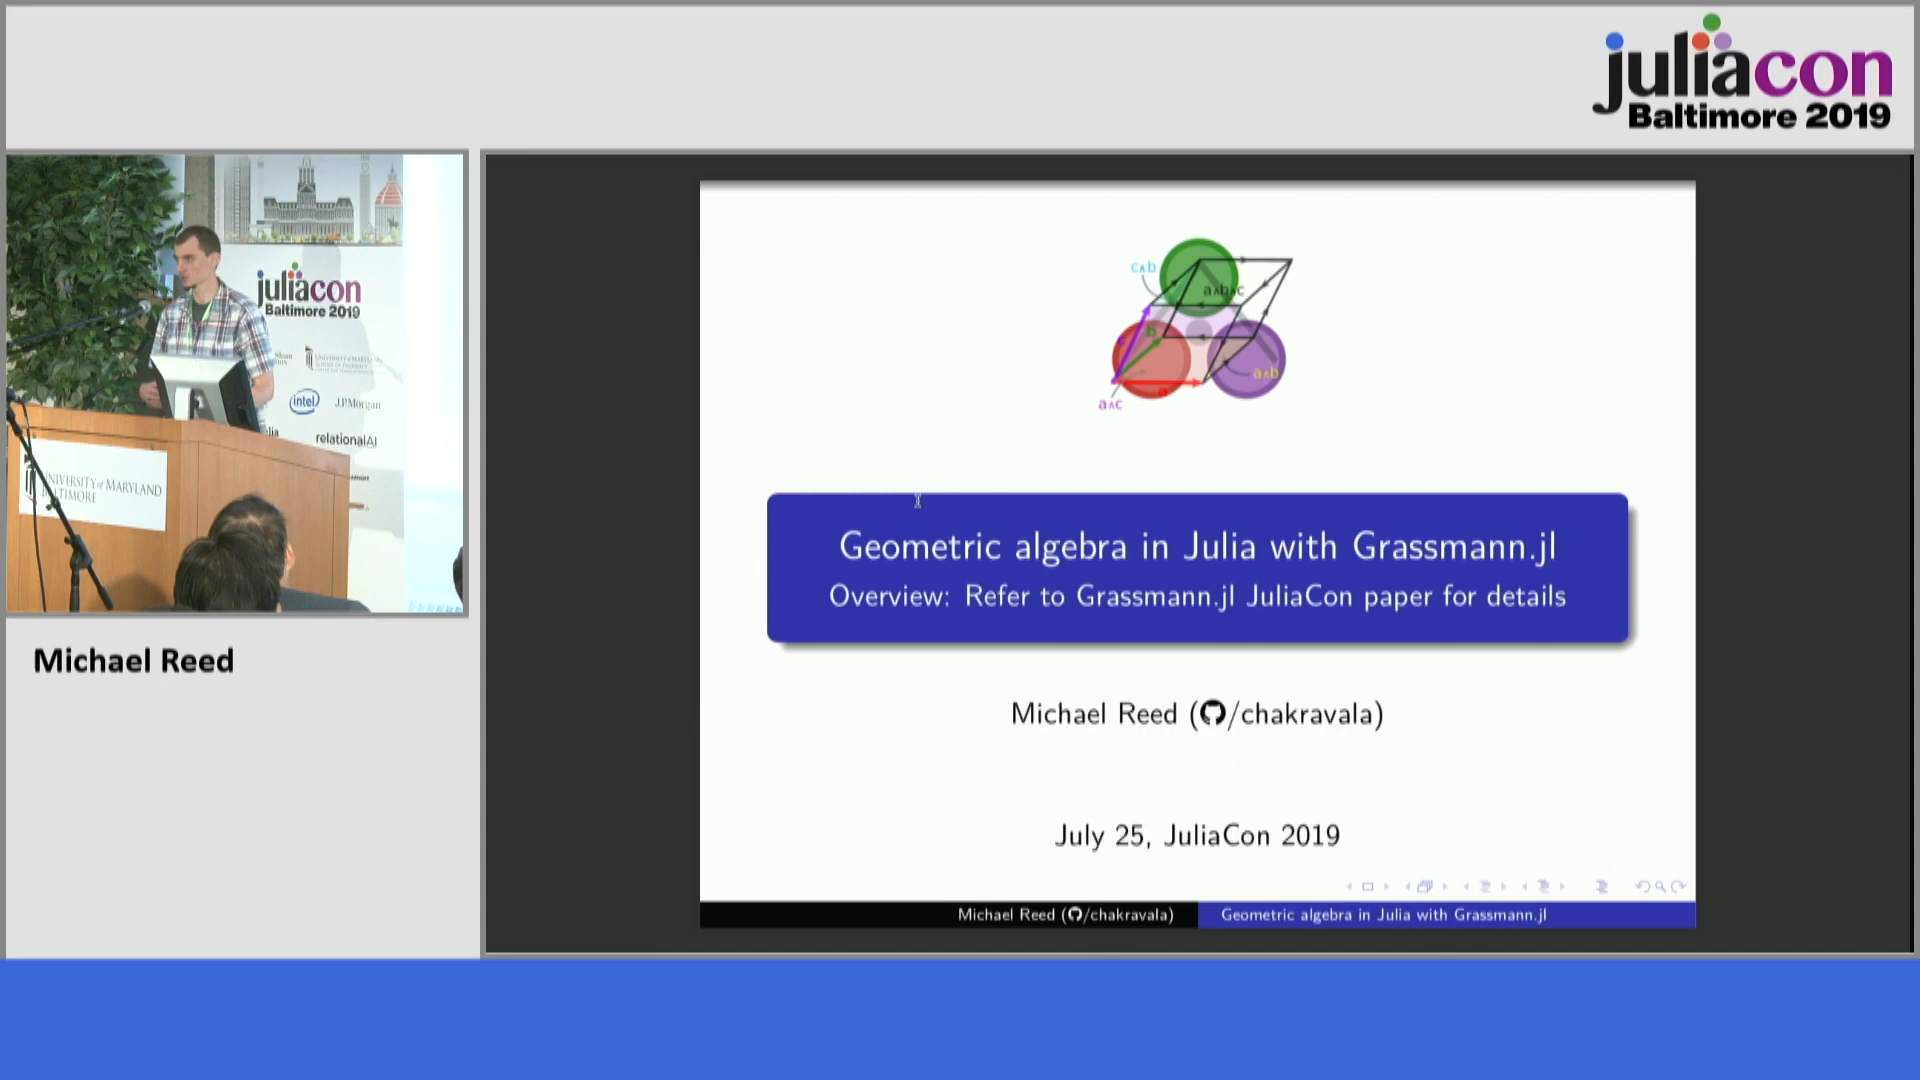 juliacon
Baltimore 2019
juliacon
Baltimore 2019
intel
J.P.Morgan
relationalAI
UNIVERSITY of MARYLAND
BALTIMORE
Michael Reed
c∧b
a∧b∧c
b
a∧b
a
a∧c
Geometric algebra in Julia with Grassmann.jl
Overview: Refer to Grassmann.jl JuliaCon paper for details
Michael Reed (/chakravala)
July 25, JuliaCon 2019
Michael Reed (/chakravala)
Geometric algebra in Julia with Grassmann.jl